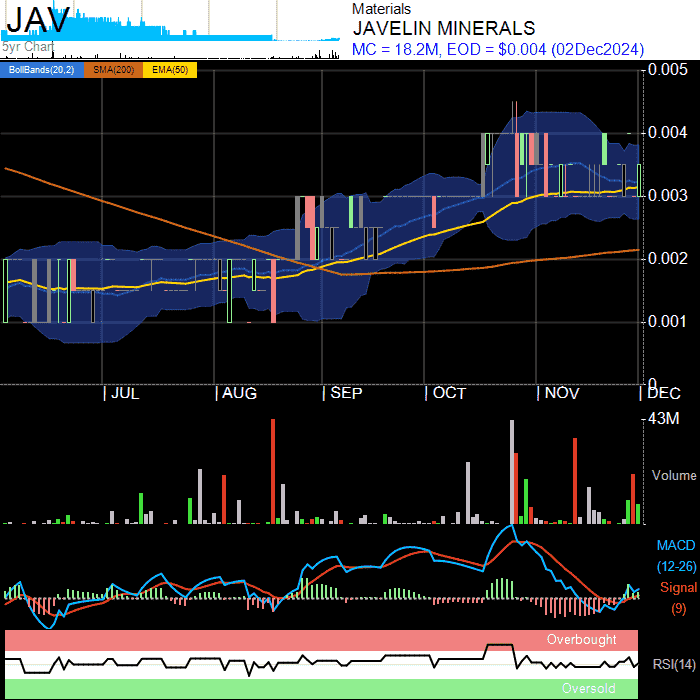 JAV
5yr Chart
Materials
JAVELIN MINERALS
MC = 18.2M, EOD = $0.004 (02Dec2024)
BollBands(20,2) SMA(200) EMA(50)
0.005
0.004
0.003
0.002
0.001
0
JUL AUG SEP OCT NOV DEC
43M
Volume
MACD
(12-26)
Signal
(9)
Overbought
RSI(14)
Oversold